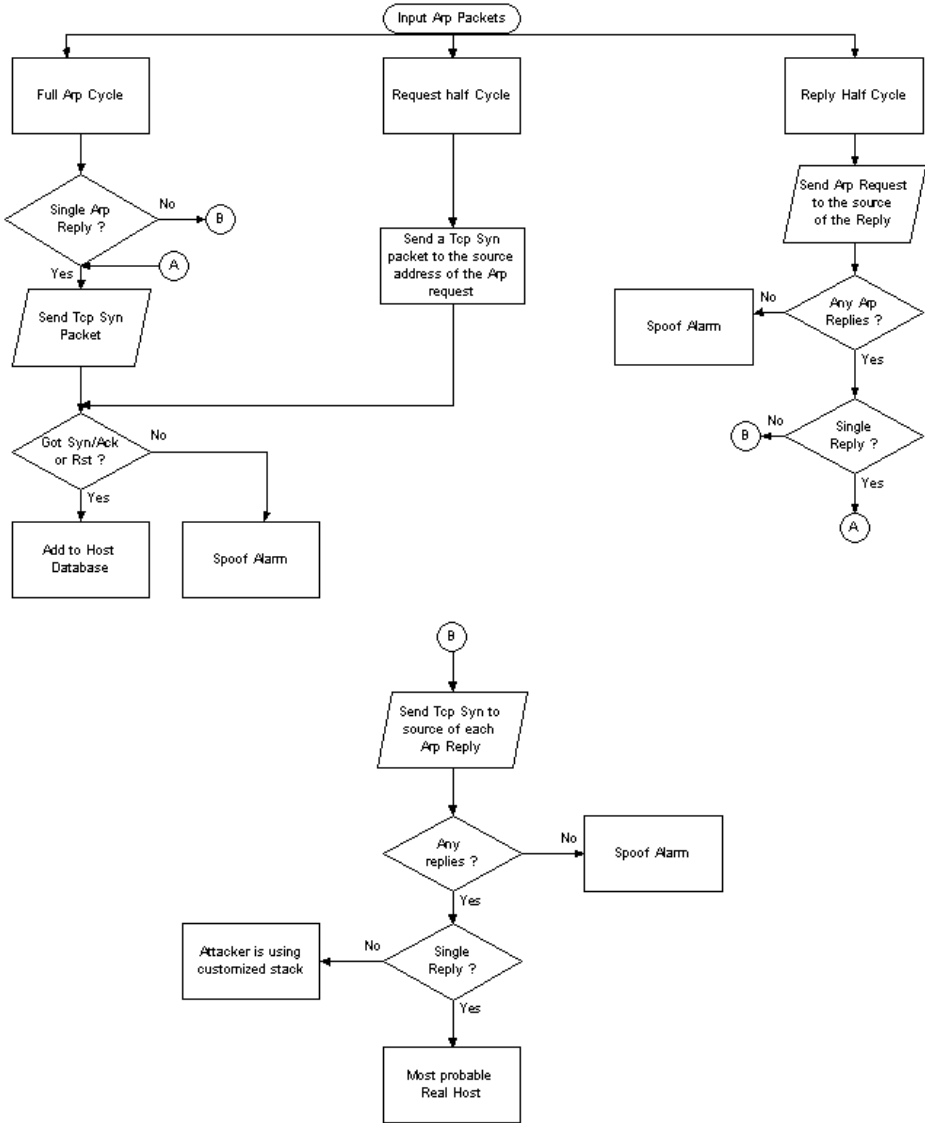 Input Arp Packets
Full Arp Cycle
Request half Cycle
Reply Half Cycle
Single Arp
Reply ?
No
B
Yes
A
Send Tcp Syn
Packet
Send a Tcp Syn
packet to the source
address of the Arp
request
Send Arp Request
to the source
of the Reply
Any Arp
Replies ?
No
Spoof Alarm
Yes
Single
Reply ?
No
B
A
Got Syn/Ack
or Rst ?
No
Yes
Add to Host
Database
Spoof Alarm
B
Send Tcp Syn to
source of each
Arp Reply
Any
replies ?
No
Spoof Alarm
Yes
Single
Reply ?
No
Attacker is using
customized stack
Yes
Most probable
Real Host